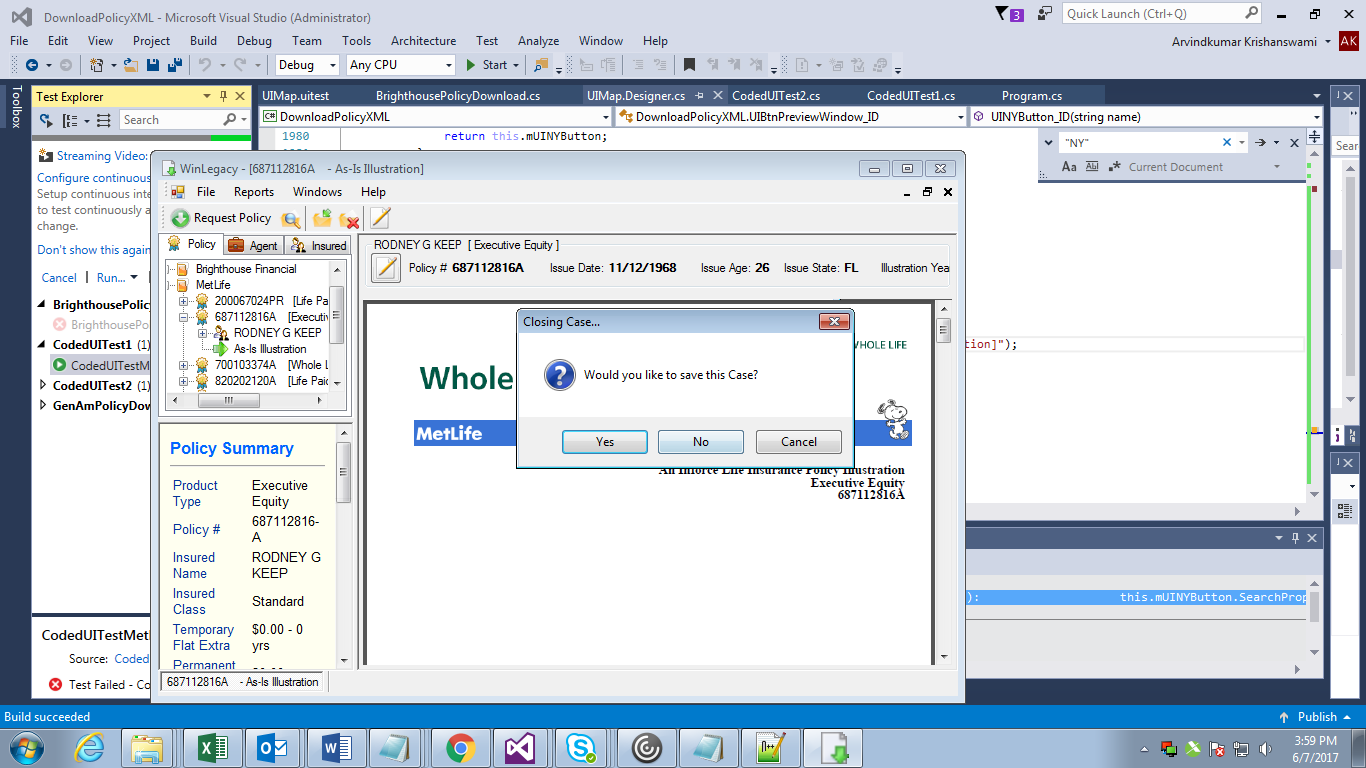 DownloadPolicyXML - Microsoft Visual Studio (Administrator)
3
Quick Launch (Ctrl+Q)
File Edit View Project Build Debug Team Tools Architecture Test Analyze Window Help
Arvindkumar Krishanswami
AK
Debug Any CPU Start
Toolbox
Test Explorer
UIMap.uitest BrighthousePolicyDownload.cs UIMap.Designer.cs CodedUITest2.cs CodedUITest1.cs Program.cs
Search
DownloadPolicyXML DownloadPolicyXML.UIBtnPreviewWindow_ID UINYButton_ID(string name)
1980 return this.mUINYButton;
"NY"
Aa Ab Current Document
Streaming Video:
Configure continuous
Setup continuous inte
to test continuously a
change.
Don't show this again
Cancel Run...
BrighthousePolicy
BrighthousePo
CodedUITest1 (1)
CodedUITestM
CodedUITest2 (1)
GenAmPolicyDow
CodedUITestMetl
Source: Coded
Test Failed - Co
WinLegacy - [687112816A - As-Is Illustration]
File Reports Windows Help
Request Policy
Policy Agent Insured
Brighthouse Financial
MetLife
200067024PR [Life Pa
687112816A [Executiv
RODNEY G KEEP
As-Is Illustration
700103374A [Whole L
820202120A [Life Paid
RODNEY G KEEP [ Executive Equity ]
Policy # 687112816A Issue Date: 11/12/1968 Issue Age: 26 Issue State: FL Illustration Yea
WHOLE LIFE
Whole
MetLife
An Inforce Life Insurance Policy Illustration
Executive Equity
687112816A
Closing Case...
Would you like to save this Case?
Yes No Cancel
Policy Summary
Product Type Executive Equity
Policy # 687112816-A
Insured Name RODNEY G KEEP
Insured Class Standard
Temporary Flat Extra $0.00 - 0 yrs
Permanent
687112816A - As-Is Illustration
tion]");
): this.mUINYButton.SearchProp
Sear
Build succeeded
Publish
3:59 PM
6/7/2017